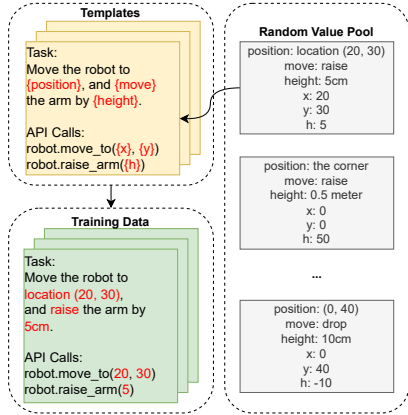 Templates
Task:
Move the robot to
{position}, and {move}
the arm by {height}.
API Calls:
robot.move_to({x}, {y})
robot.raise_arm({h})
Training Data
Task:
Move the robot to
location (20, 30),
and raise the arm by
5cm.
API Calls:
robot.move_to(20, 30)
robot.raise_arm(5)
Random Value Pool
position: location (20, 30)
move: raise
height: 5cm
x: 20
y: 30
h: 5
position: the corner
move: raise
height: 0.5 meter
x: 0
y: 0
h: 50
...
position: (0, 40)
move: drop
height: 10cm
x: 0
y: 40
h: -10